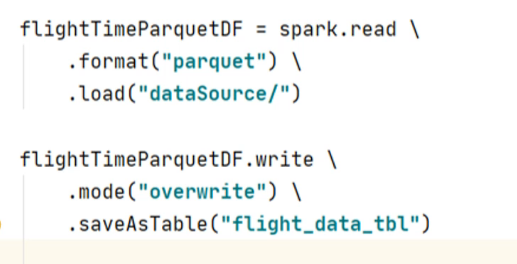 flightTimeParquetDF = spark.read \
    .format("parquet") \
    .load("dataSource/")

flightTimeParquetDF.write \
    .mode("overwrite") \
    .saveAsTable("flight_data_tbl")